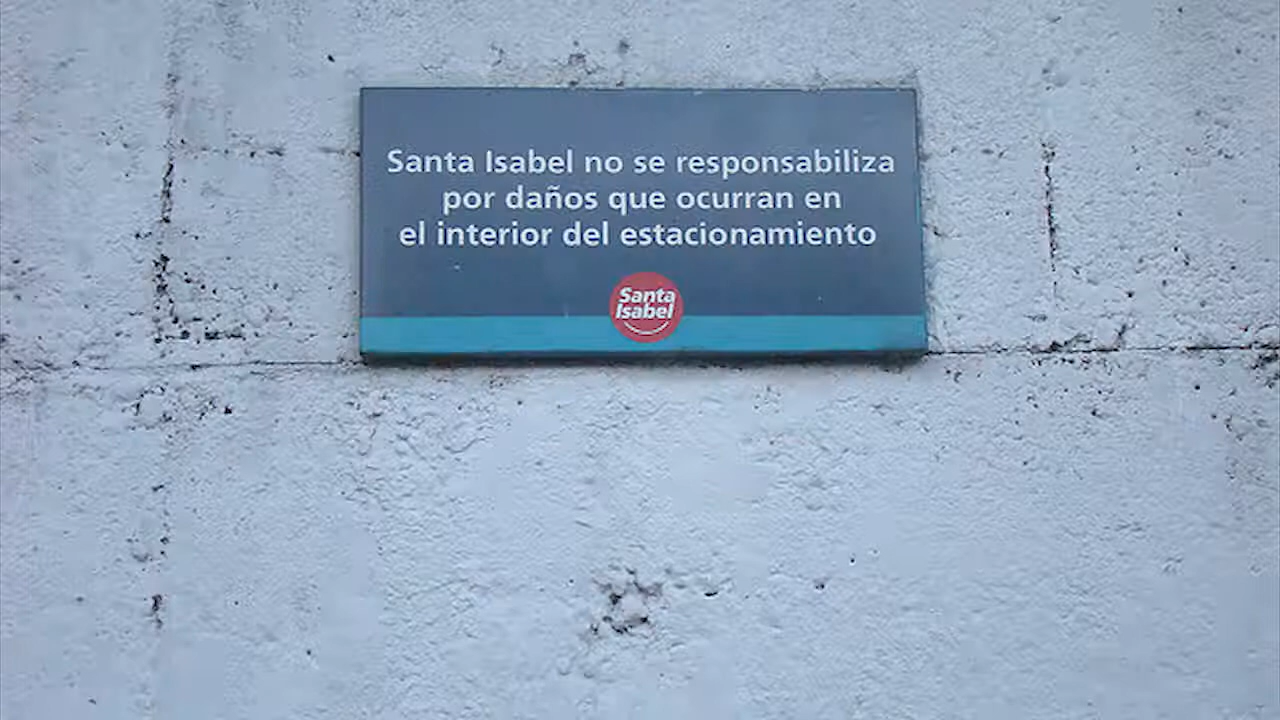 Santa Isabel no se responsabiliza
por daños que ocurran en
el interior del estacionamiento
Santa
Isabel